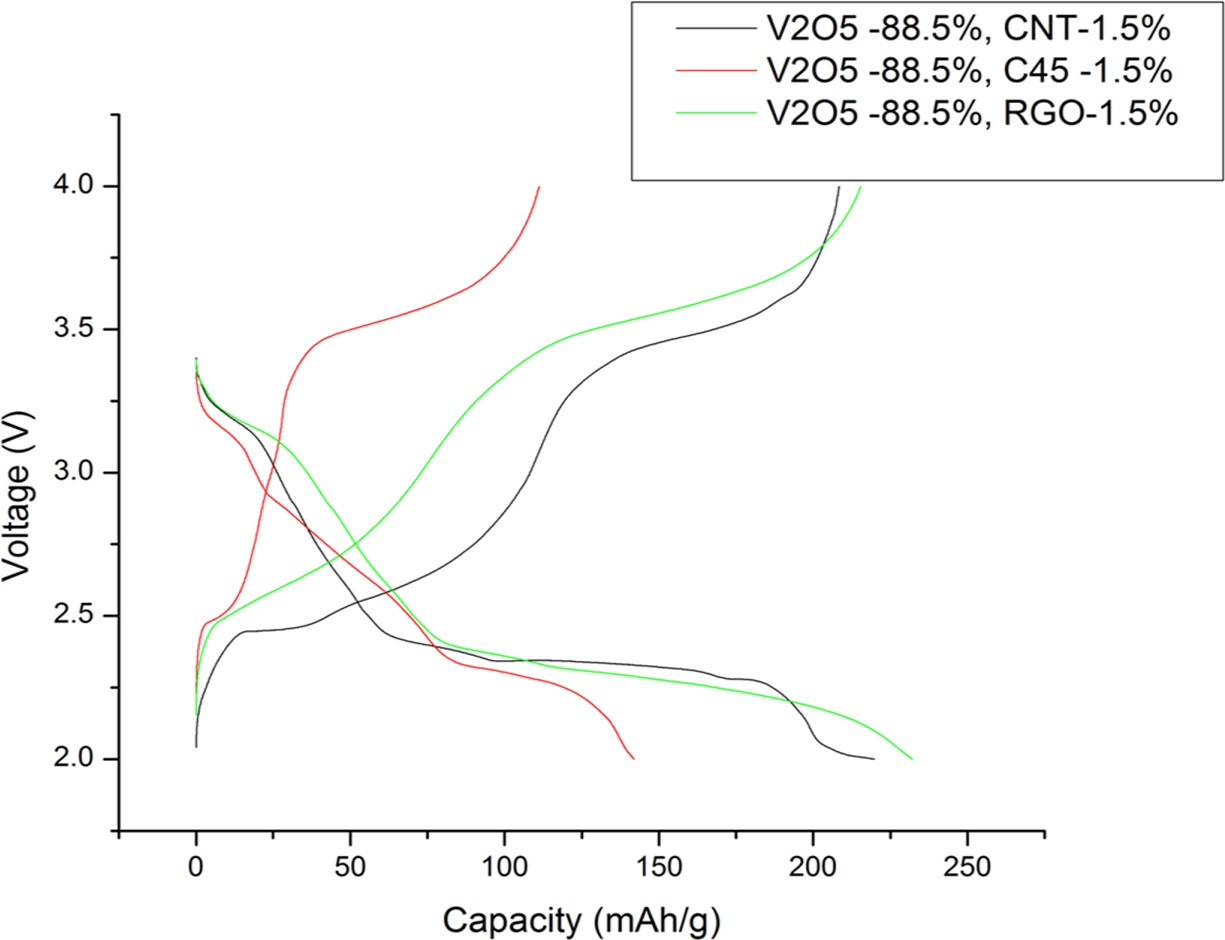 V2O5 -88.5%, CNT-1.5%
V2O5 -88.5%, C45 -1.5%
V2O5 -88.5%, RGO-1.5%
4.0
3.5
3.0
2.5
2.0
Voltage (V)
0 50 100 150 200 250
Capacity (mAh/g)